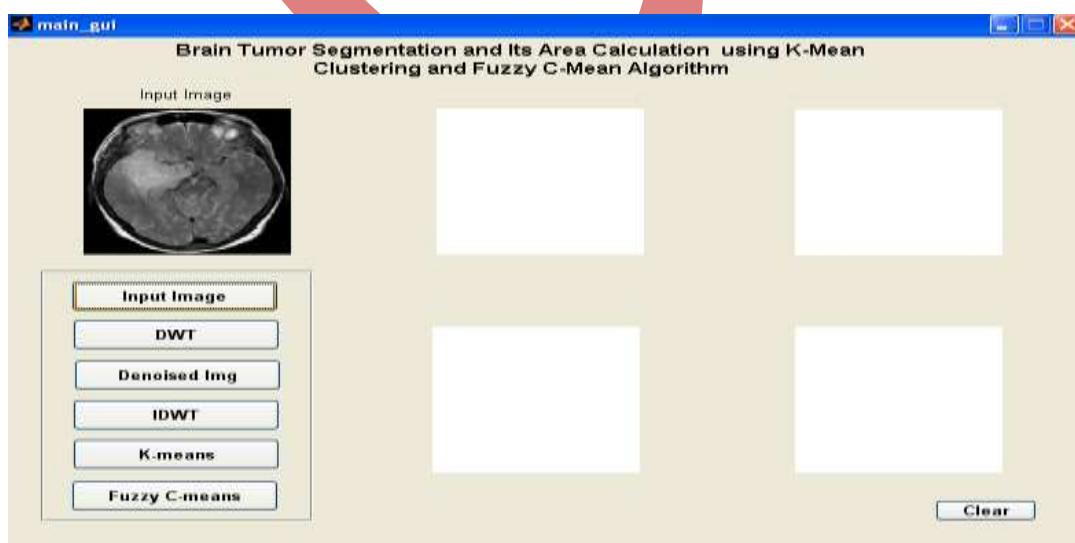 main_gui
Brain Tumor Segmentation and Its Area Calculation using K-Mean
Clustering and Fuzzy C-Mean Algorithm
Input Image
Input Image
DWT
Denoised Img
IDWT
K-means
Fuzzy C-means
Clear